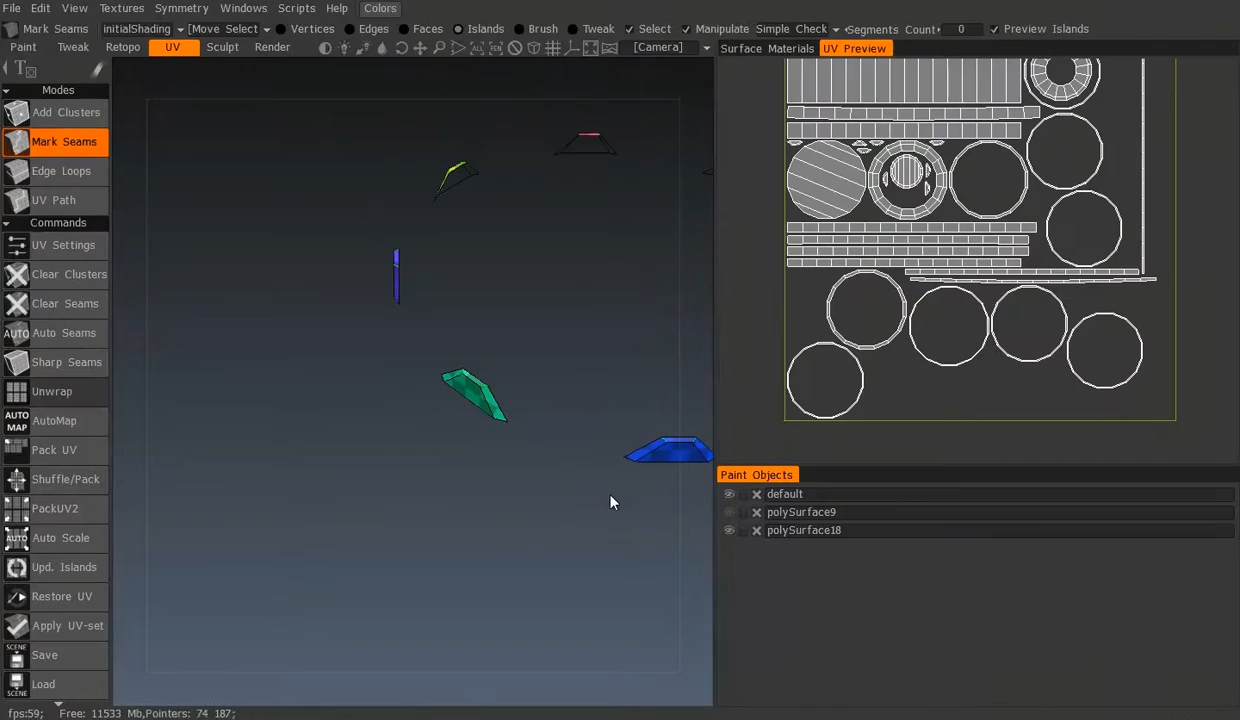 File Edit View Textures Symmetry Windows Scripts Help Colors
Mark Seams initialShading [Move Select] Vertices Edges Faces Islands Brush Tweak Select Manipulate Simple Check Segments Count 0 Preview Islands
Paint Tweak Retopo UV Sculpt Render [Camera] Surface Materials UV Preview
Modes
Add Clusters
Mark Seams
Edge Loops
UV Path
Commands
UV Settings
Clear Clusters
Clear Seams
AUTO Auto Seams
Sharp Seams
Unwrap
AUTO MAP AutoMap
Pack UV
Shuffle/Pack
PackUV2
AUTO Auto Scale
Upd. Islands
Restore UV
Apply UV-set
SCENE Save
SCENE Load
Paint Objects
default
polySurface9
polySurface18
fps:59; Free: 11533 Mb,Pointers: 74 187;